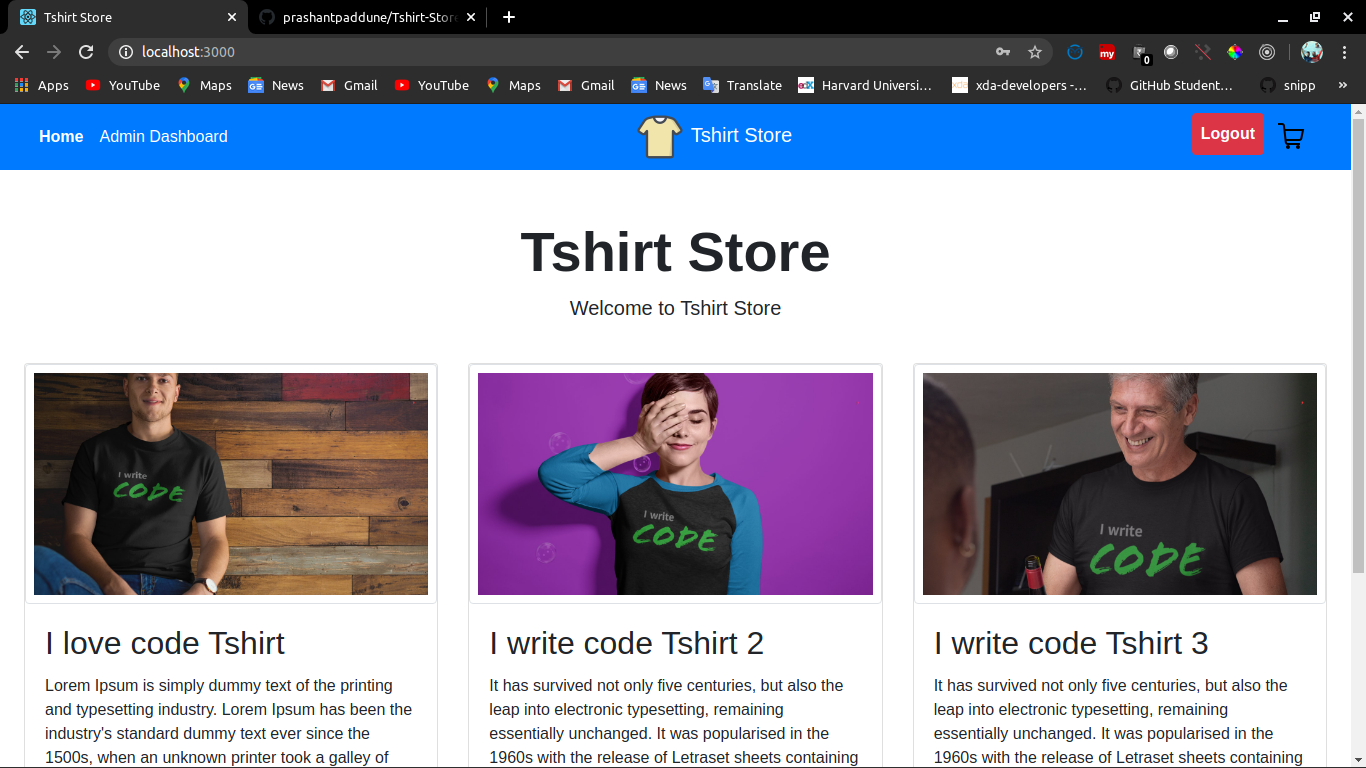 Tshirt Store
prashantpaddune/Tshirt-Store
localhost:3000
my
0
Apps
YouTube
Maps
News
Gmail
YouTube
Maps
Gmail
News
Translate
edX
Harvard Universi…
xda
xda-developers -…
GitHub Student…
snipp
»
Home
Admin Dashboard
Tshirt Store
Logout
Tshirt Store
Welcome to Tshirt Store
I write
CODE
I write
CODE
I write
CODE
I love code Tshirt
Lorem Ipsum is simply dummy text of the printing
and typesetting industry. Lorem Ipsum has been the
industry's standard dummy text ever since the
1500s, when an unknown printer took a galley of
I write code Tshirt 2
It has survived not only five centuries, but also the
leap into electronic typesetting, remaining
essentially unchanged. It was popularised in the
1960s with the release of Letraset sheets containing
I write code Tshirt 3
It has survived not only five centuries, but also the
leap into electronic typesetting, remaining
essentially unchanged. It was popularised in the
1960s with the release of Letraset sheets containing